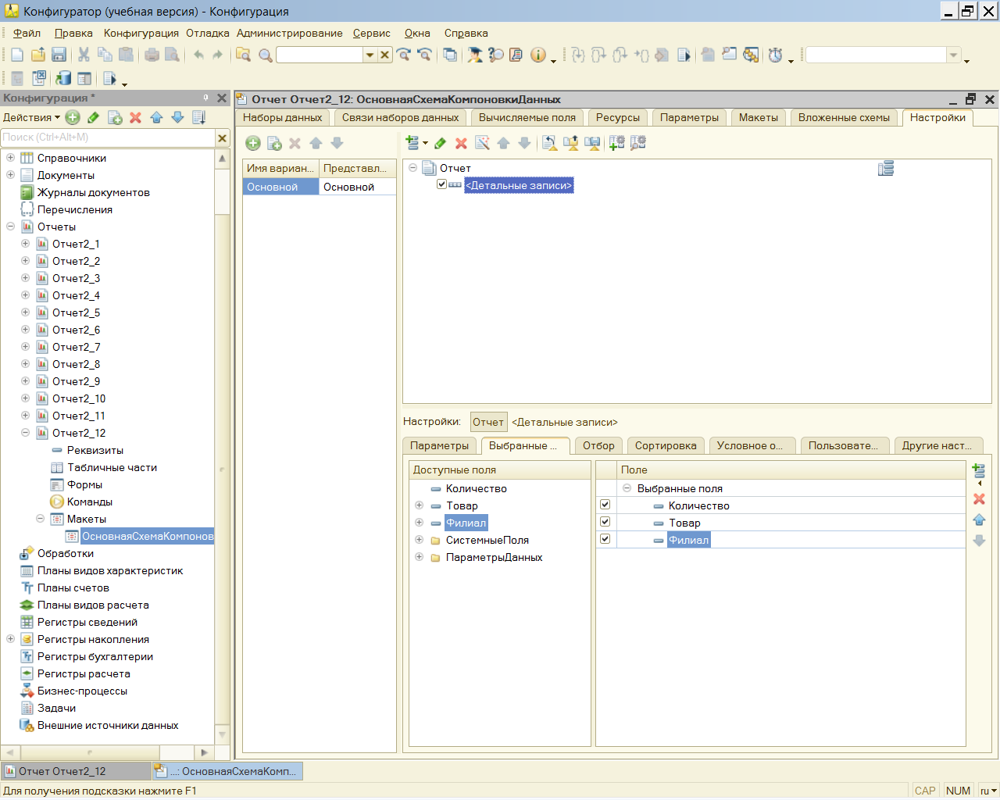 Конфигуратор (учебная версия) - Конфигурация
Файл Правка Конфигурация Отладка Администрирование Сервис Окна Справка
Конфигурация *
Действия
Поиск (Ctrl+Alt+M)
Справочники
Документы
Журналы документов
Перечисления
Отчеты
Отчет2_1
Отчет2_2
Отчет2_3
Отчет2_4
Отчет2_5
Отчет2_6
Отчет2_7
Отчет2_8
Отчет2_9
Отчет2_10
Отчет2_11
Отчет2_12
Реквизиты
Табличные части
Формы
Команды
Макеты
ОсновнаяСхемаКомпонов
Обработки
Планы видов характеристик
Планы счетов
Планы видов расчета
Регистры сведений
Регистры накопления
Регистры бухгалтерии
Регистры расчета
Бизнес-процессы
Задачи
Внешние источники данных
Отчет Отчет2_12: ОсновнаяСхемаКомпоновкиДанных
Наборы данных Связи наборов данных Вычисляемые поля Ресурсы Параметры Макеты Вложенные схемы Настройки
Имя вариан... Представл...
Основной Основной
Отчет
<Детальные записи>
Настройки: Отчет <Детальные записи>
Параметры Выбранные ... Отбор Сортировка Условное о... Пользовате... Другие наст...
Доступные поля
Количество
Товар
Филиал
СистемныеПоля
ПараметрыДанных
Поле
Выбранные поля
Количество
Товар
Филиал
Отчет Отчет2_12 ...: ОсновнаяСхемаКомп...
Для получения подсказки нажмите F1 CAP NUM ru